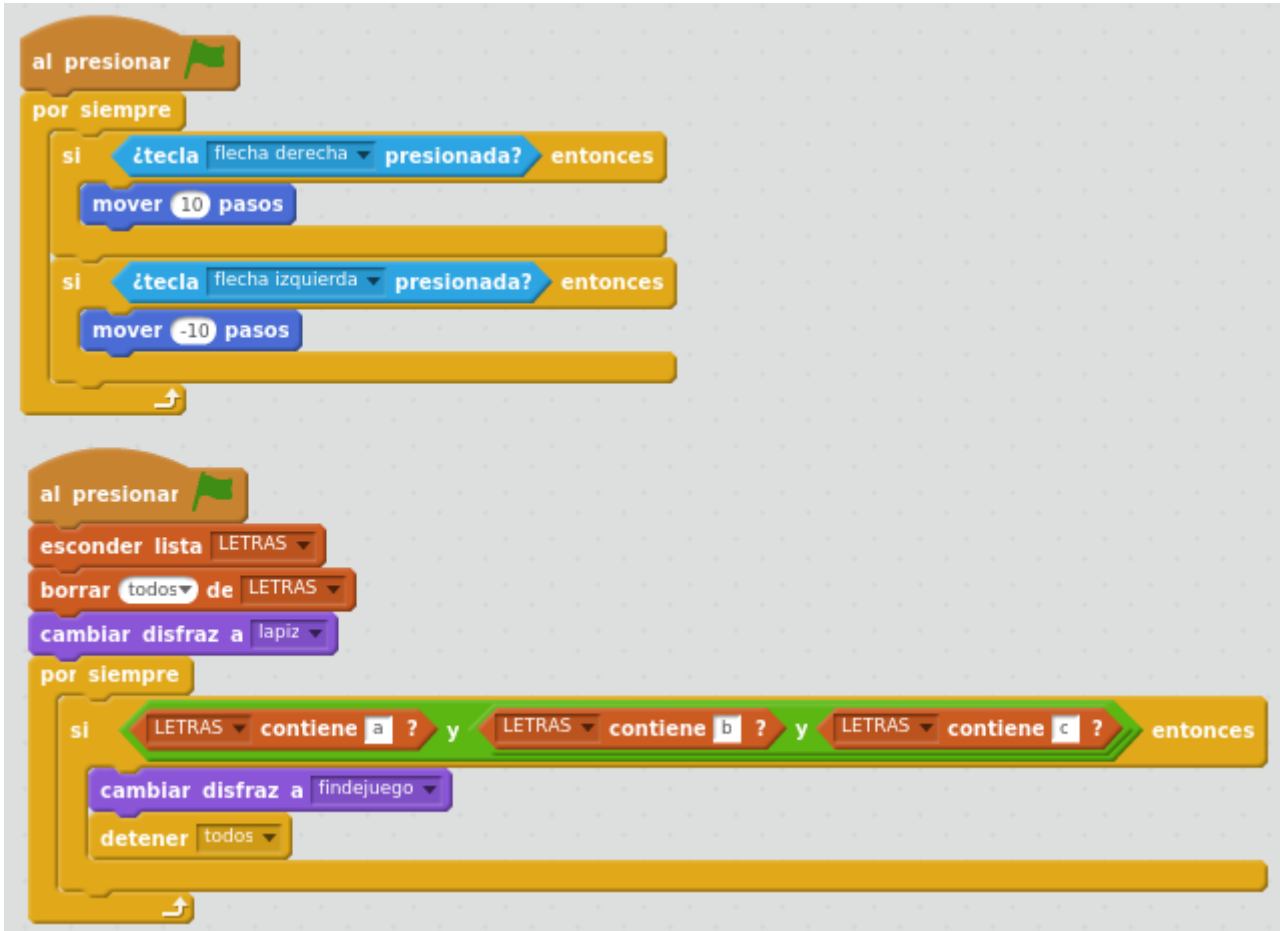 al presionar
por siempre
si ¿tecla flecha derecha presionada? entonces
mover 10 pasos
si ¿tecla flecha izquierda presionada? entonces
mover -10 pasos
al presionar
esconder lista LETRAS
borrar todos de LETRAS
cambiar disfraz a lapiz
por siempre
si LETRAS contiene a ? y LETRAS contiene b ? y LETRAS contiene c ? entonces
cambiar disfraz a findejuego
detener todos